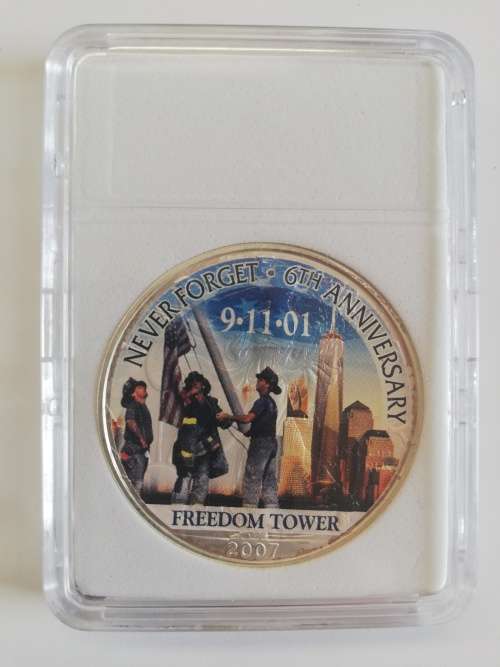 NEVER FORGET · 6TH ANNIVERSARY
9·11·01
FREEDOM TOWER
2007